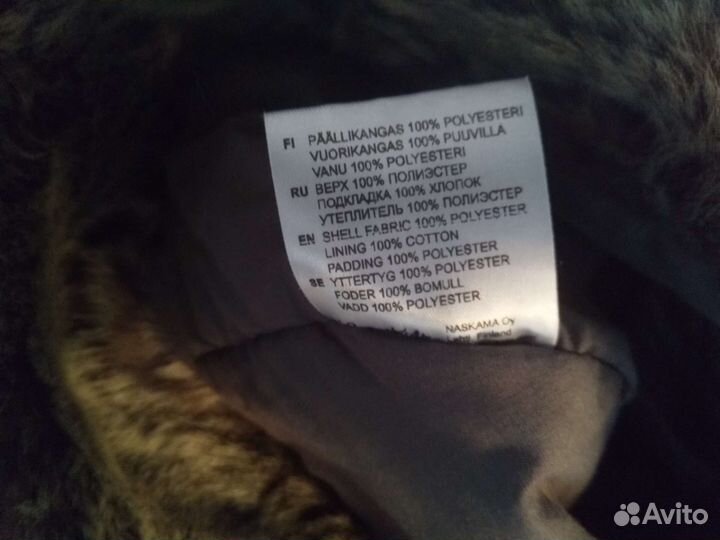 FI PÄÄLLIKANGAS 100% POLYESTERI
VUORIKANGAS 100% PUUVILLA
VANU 100% POLYESTERI
RU ВЕРХ 100% ПОЛИЭСТЕР
ПОДКЛАДКА 100% ХЛОПОК
УТЕПЛИТЕЛЬ 100% ПОЛИЭСТЕР
EN SHELL FABRIC 100% POLYESTER
LINING 100% COTTON
PADDING 100% POLYESTER
SE YTTERTYG 100% POLYESTER
FODER 100% BOMULL
VADD 100% POLYESTER
NASKAMA Oy
Finland
Avito